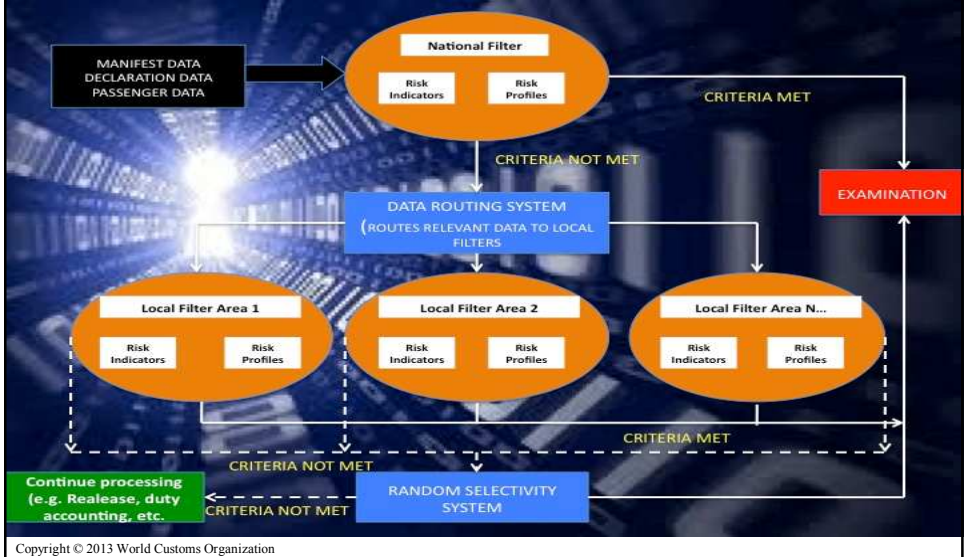 National Filter
MANIFEST DATA
DECLARATION DATA
PASSENGER DATA
Risk
Indicators
Risk
Profiles
CRITERIA MET
CRITERIA NOT MET
EXAMINATION
DATA ROUTING SYSTEM
(ROUTES RELEVANT DATA TO LOCAL
FILTERS
Local Filter Area 1
Risk
Indicators
Risk
Profiles
Local Filter Area 2
Risk
Indicators
Risk
Profiles
Local Filter Area N...
Risk
Indicators
Risk
Profiles
CRITERIA MET
CRITERIA NOT MET
Continue processing
(e.g. Realease, duty
accounting, etc.
CRITERIA NOT MET
RANDOM SELECTIVITY
SYSTEM
Copyright © 2013 World Customs Organization